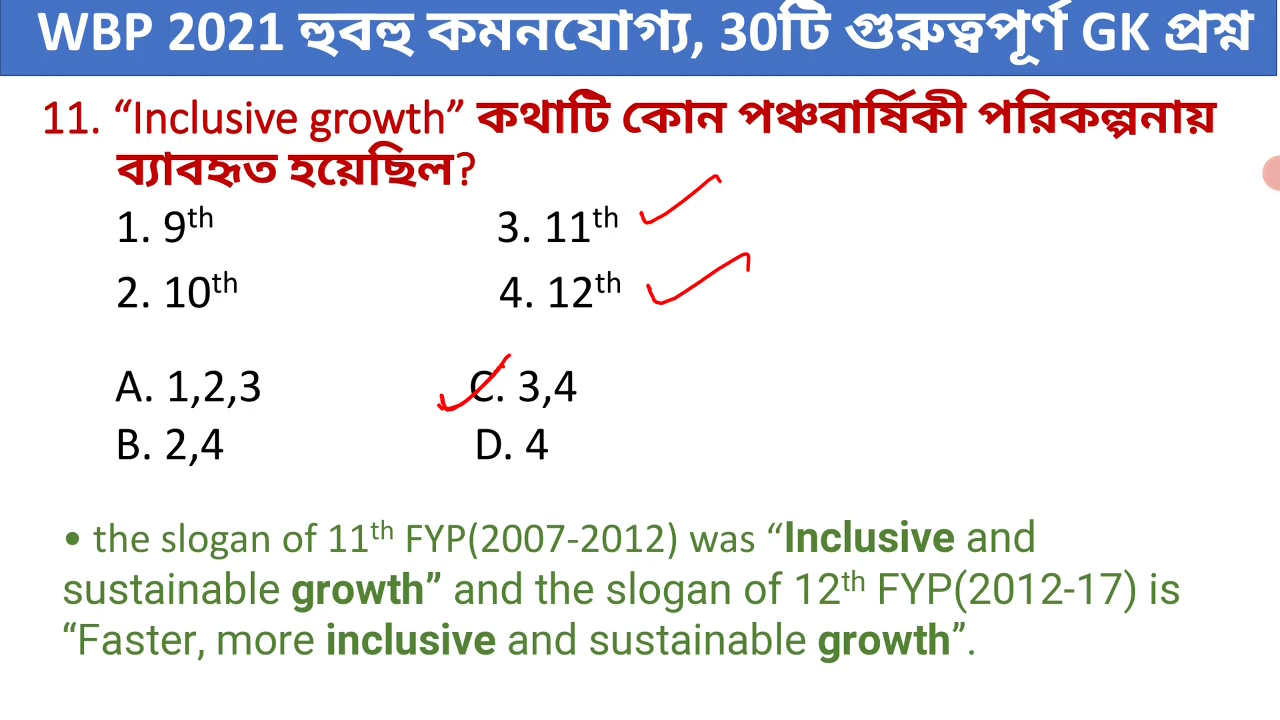 WBP 2021 হুবহু কমনযোগ্য, 30টি গুরুত্বপূর্ণ GK প্রশ্ন
11. “Inclusive growth” কথাটি কোন পঞ্চবার্ষিকী পরিকল্পনায়
ব্যাবহৃত হয়েছিল?
1. 9th 3. 11th
2. 10th 4. 12th
A. 1,2,3 C. 3,4
B. 2,4 D. 4
• the slogan of 11th FYP(2007-2012) was “Inclusive and
sustainable growth” and the slogan of 12th FYP(2012-17) is
“Faster, more inclusive and sustainable growth”.